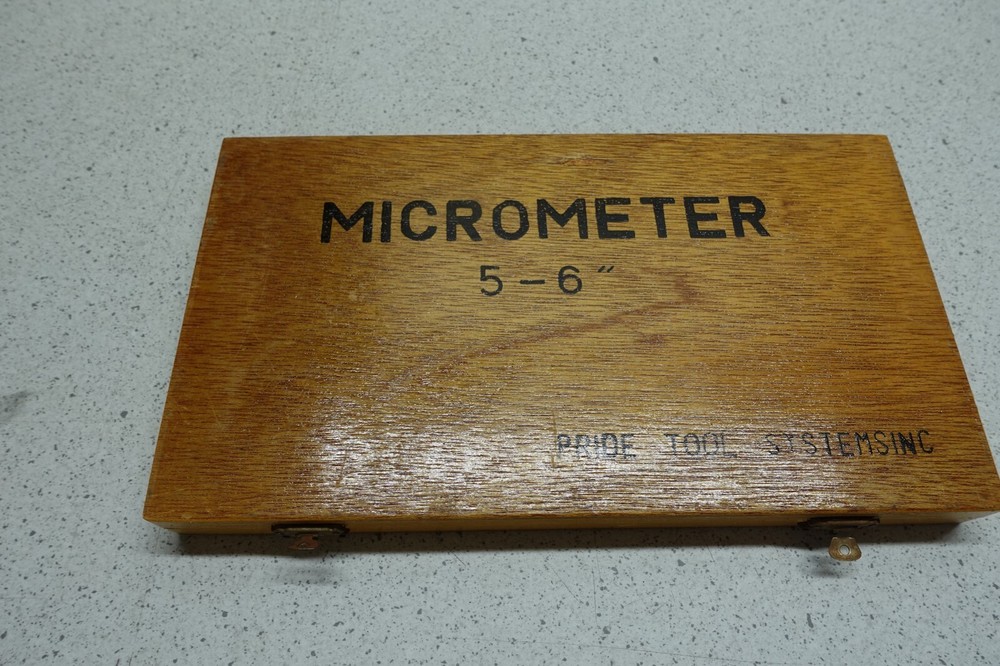 MICROMETER
5-6"
PRIDE TOOL SYSTEMSINC